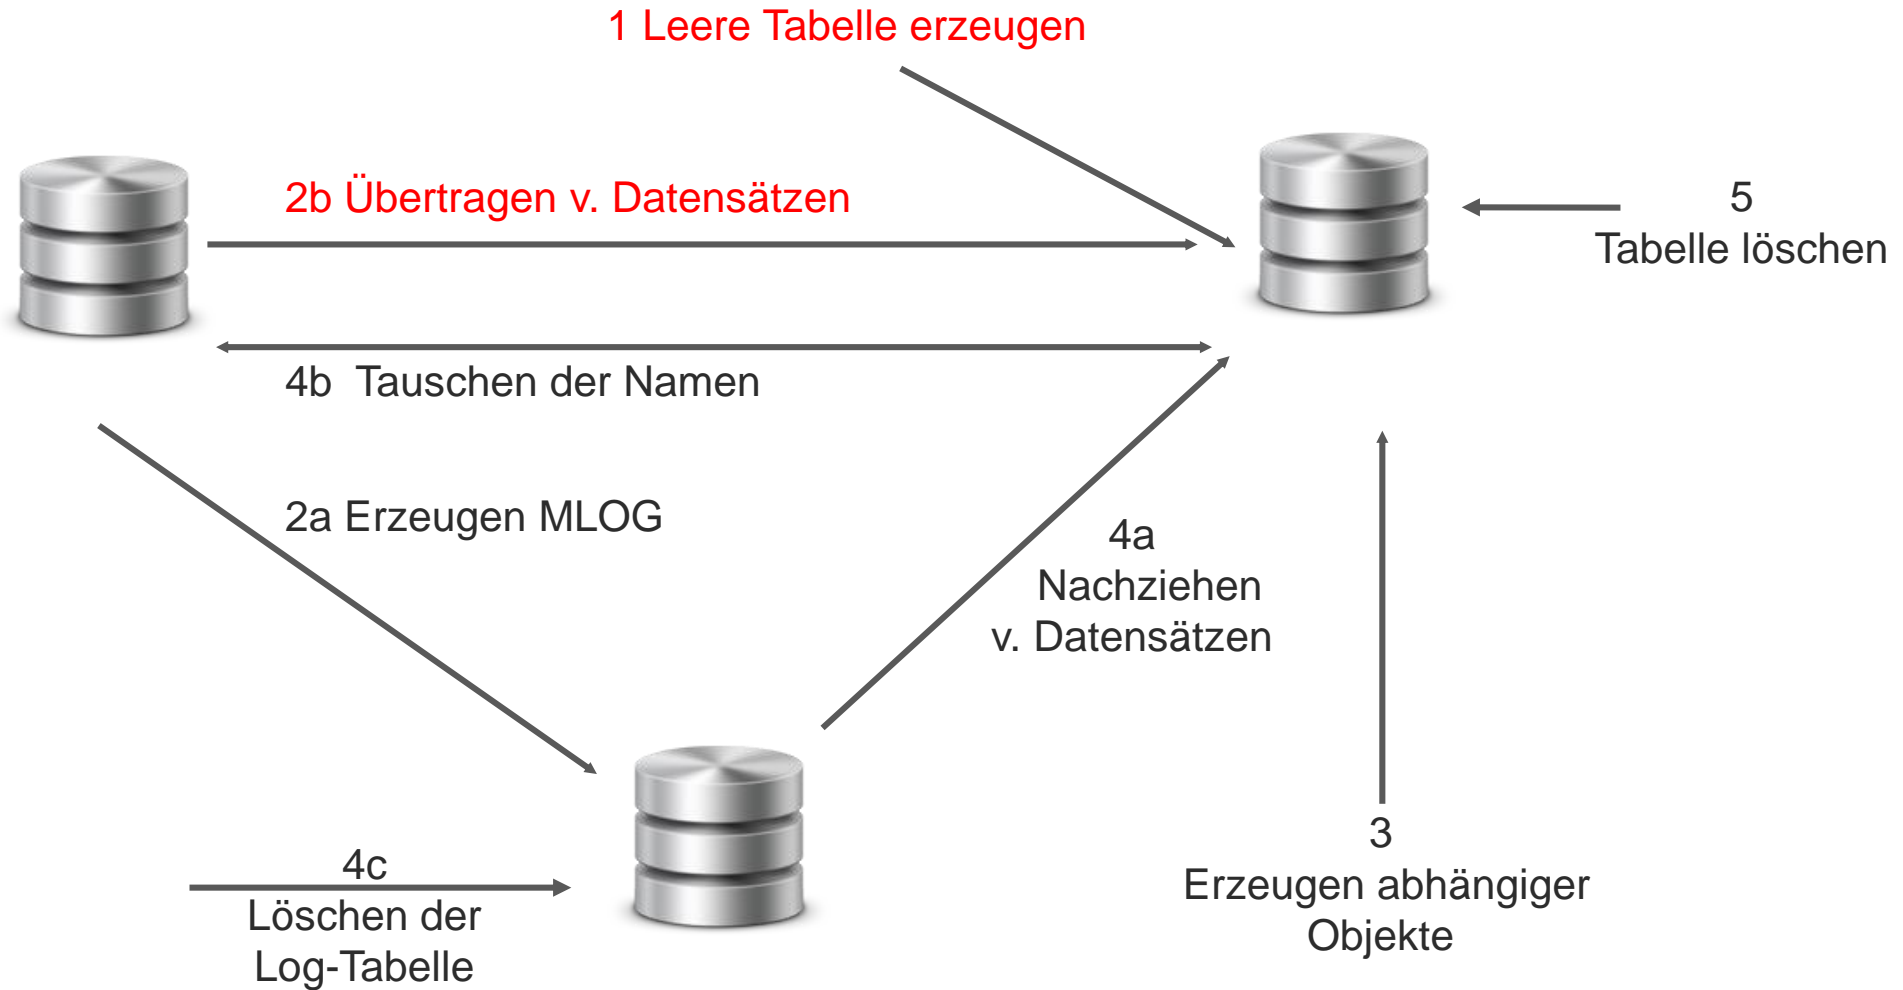 1 Leere Tabelle erzeugen
2b Übertragen v. Datensätzen
5
Tabelle löschen
4b Tauschen der Namen
2a Erzeugen MLOG
4a
Nachziehen
v. Datensätzen
3
Erzeugen abhängiger
Objekte
4c
Löschen der
Log-Tabelle